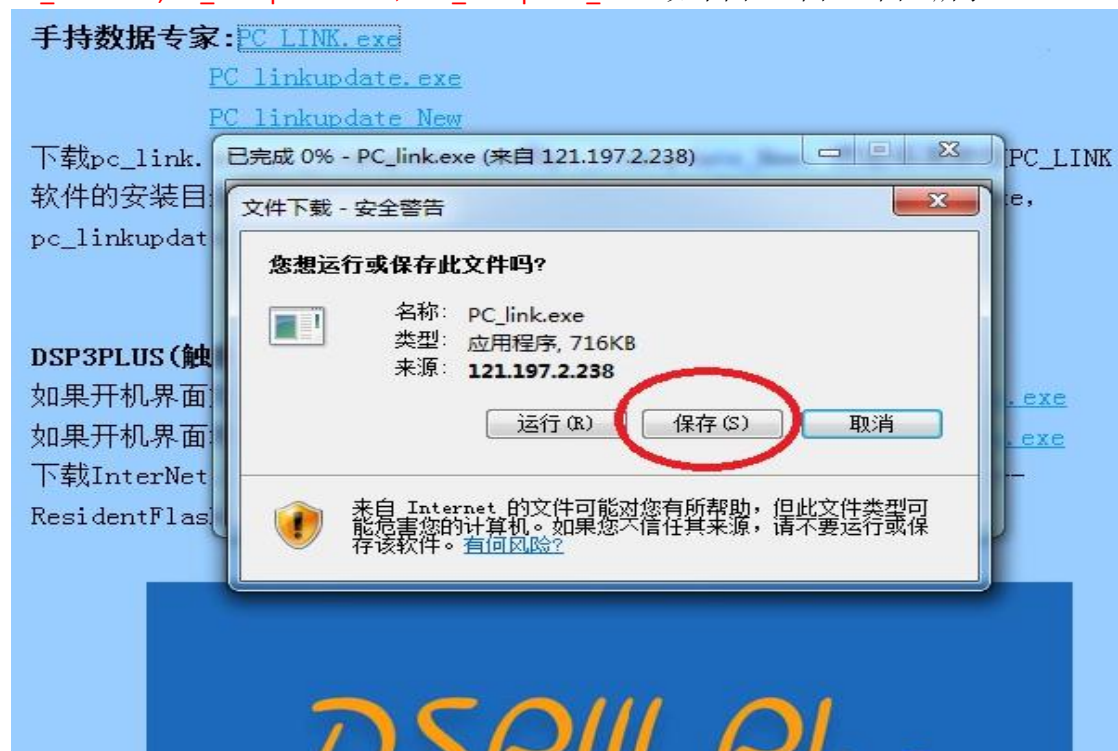 手持数据专家:PC LINK.exe
PC linkupdate.exe
PC linkupdate New
下载pc_link.
PC_LINK
软件的安装目
e,
pc_linkupdat
已完成 0% - PC_link.exe (来自 121.197.2.238)
文件下载 - 安全警告
您想运行或保存此文件吗?
名称: PC_link.exe
类型: 应用程序, 716KB
来源: 121.197.2.238
运行(R) 保存(S) 取消
来自 Internet 的文件可能对您有所帮助，但此文件类型可
能危害您的计算机。如果您不信任其来源，请不要运行或保
存该软件。有何风险?
DSP3PLUS(触
如果开机界面
.exe
如果开机界面
.exe
下载InterNet
ResidentFlas